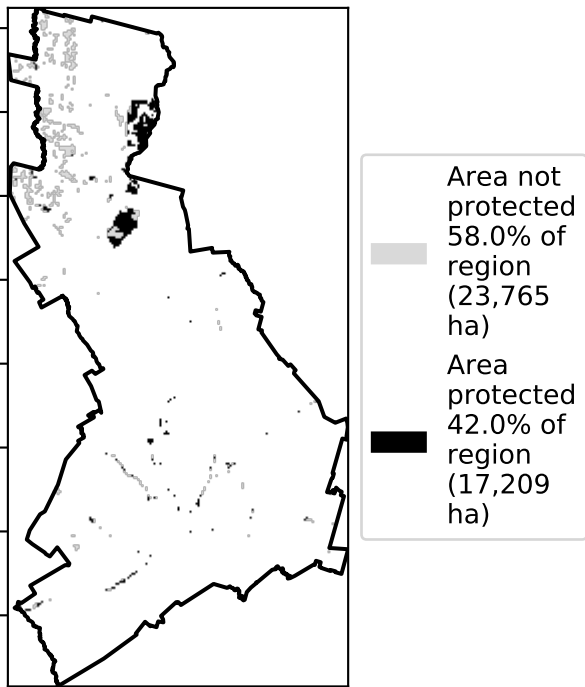 Area not
protected
58.0% of
region
(23,765
ha)
Area
protected
42.0% of
region
(17,209
ha)